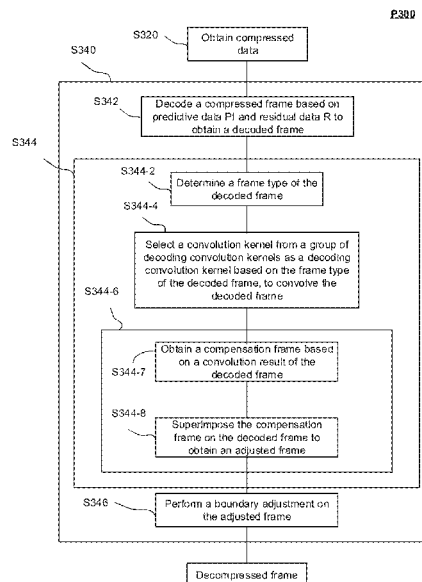 P300
S320
Obtain compressed
data
S340
S342
Decode a compressed frame based on
predictive data P1 and residual data R to
obtain a decoded frame
S344
S344-2
Determine a frame type of the
decoded frame
S344-4
Select a convolution kernel from a group of
decoding convolution kernels as a decoding
convolution kernel based on the frame type
of the decoded frame, to convolve the
decoded frame
S344-6
Obtain a compensation frame based
on a convolution result of the
decoded frame
S344-7
S344-8
Superimpose the compensation
frame on the decoded frame to
obtain an adjusted frame
S346
Perform a boundary adjustment on
the adjusted frame
Decompressed frame